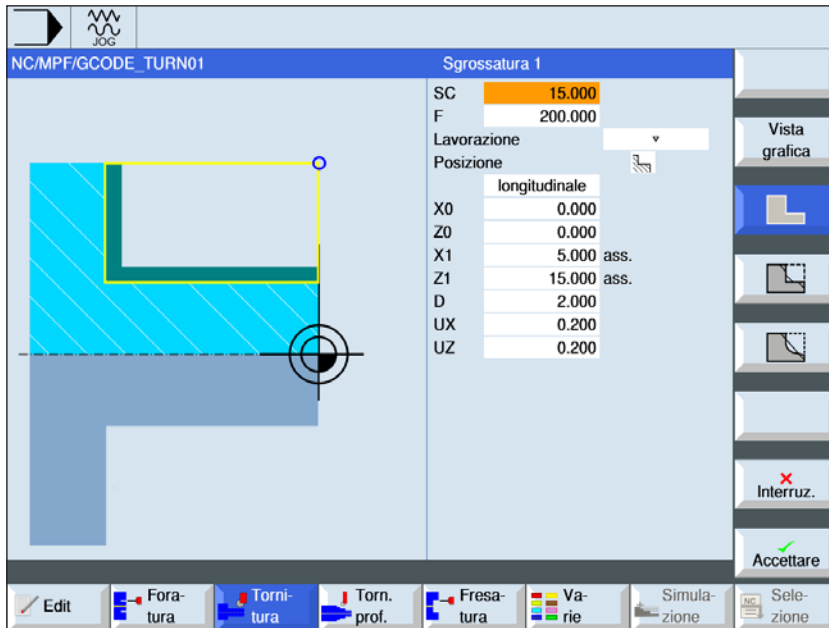 JOG
NC/MPF/GCODE_TURN01
Sgrossatura 1
SC 15.000
F 200.000
Lavorazione
Posizione
longitudinale
X0 0.000
Z0 0.000
X1 5.000 ass.
Z1 15.000 ass.
D 2.000
UX 0.200
UZ 0.200
Vista
grafica
Interruz.
Accettare
Edit
Fora-
tura
Torni-
tura
Torn.
prof.
Fresa-
tura
Va-
rie
Simula-
zione
NC
Sele-
zione